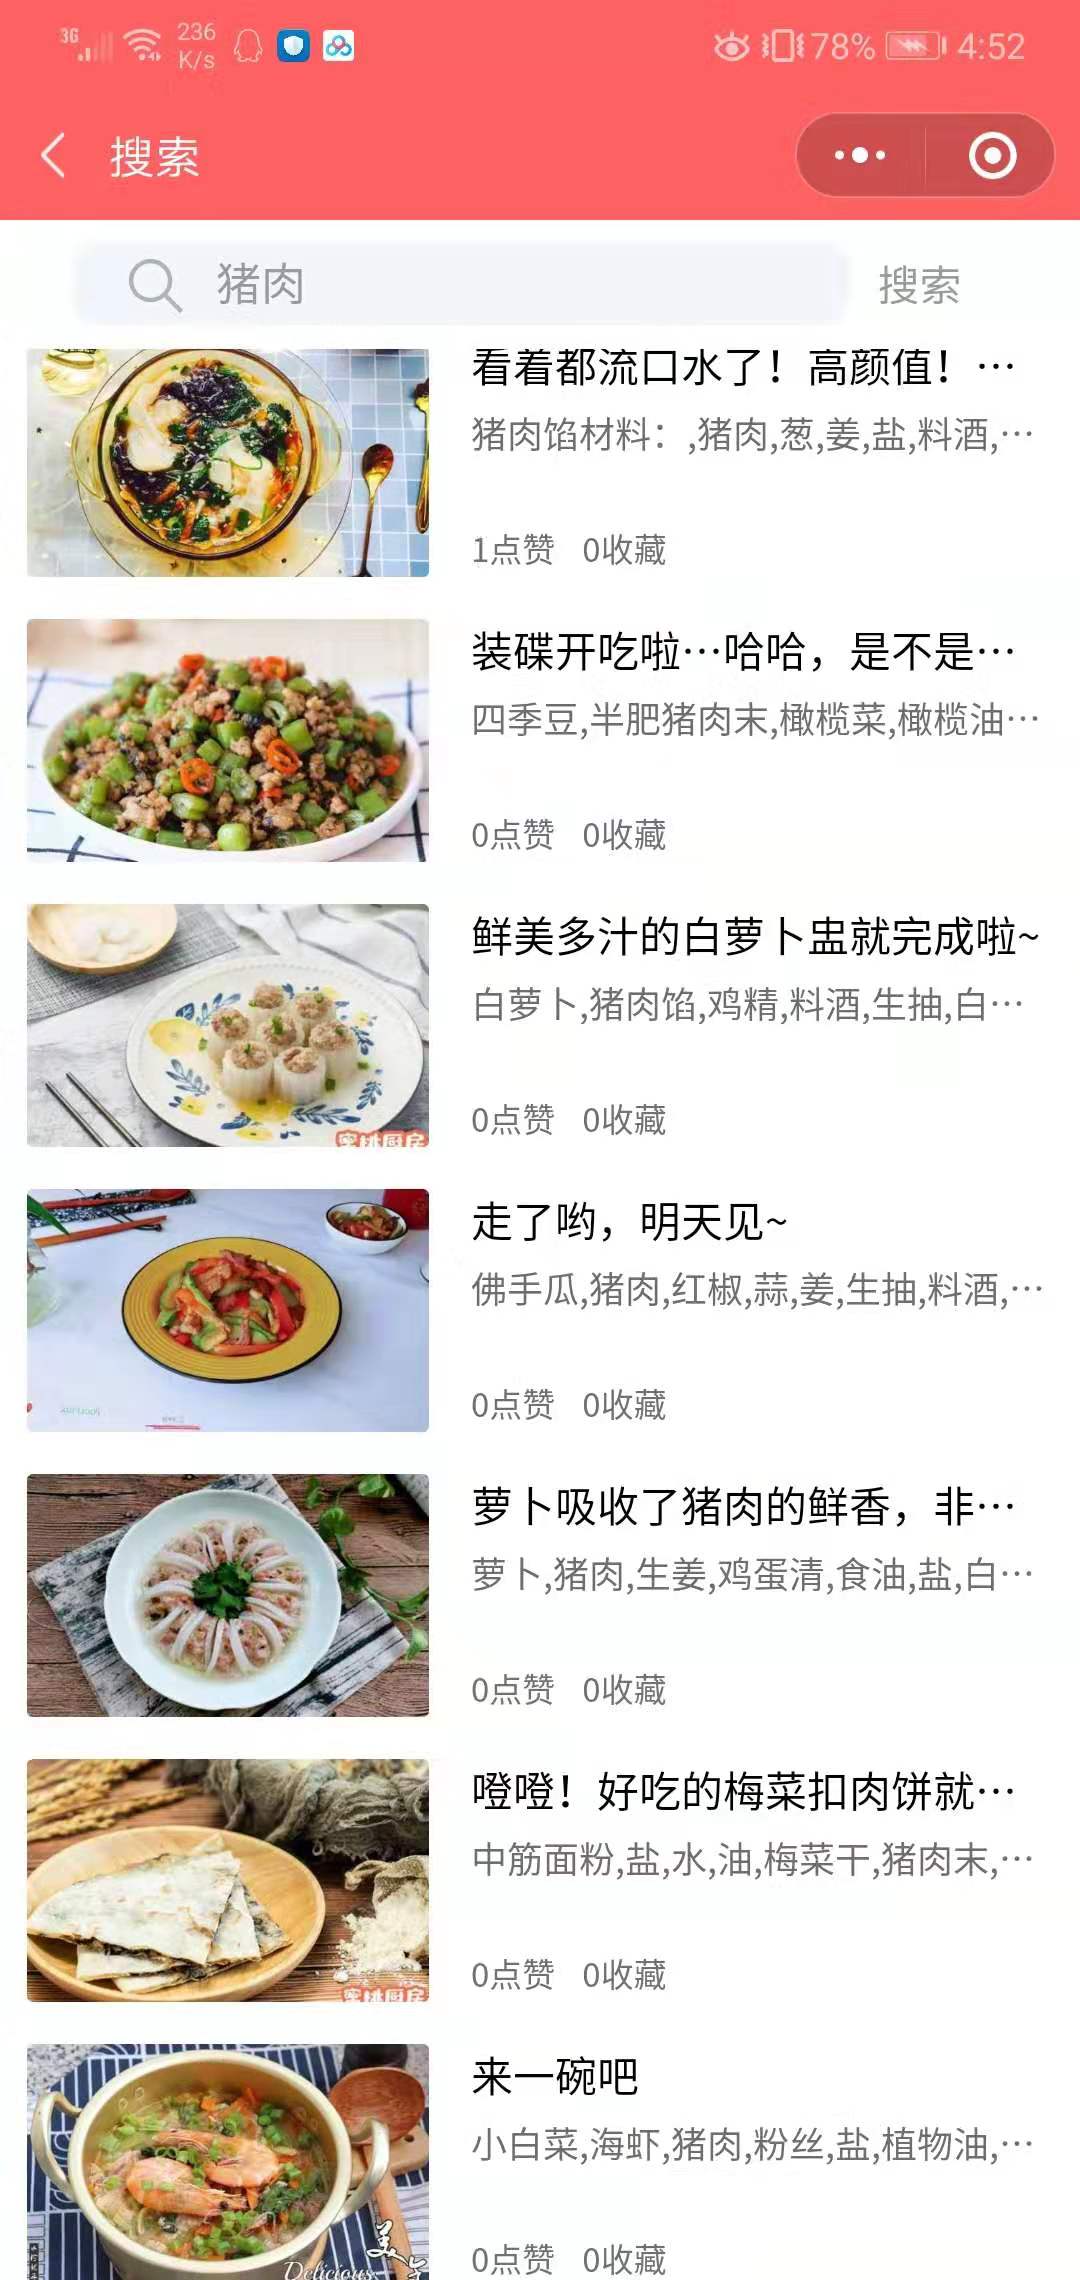 3G
236
K/s
78%
4:52
搜索
猪肉
搜索
看着都流口水了！高颜值！…
猪肉馅材料：,猪肉,葱,姜,盐,料酒,…
1点赞 0收藏
装碟开吃啦…哈哈，是不是…
四季豆,半肥猪肉末,橄榄菜,橄榄油…
0点赞 0收藏
鲜美多汁的白萝卜盅就完成啦~
白萝卜,猪肉馅,鸡精,料酒,生抽,白…
0点赞 0收藏
蜜桃厨房
走了哟，明天见~
佛手瓜,猪肉,红椒,蒜,姜,生抽,料酒,…
0点赞 0收藏
萝卜吸收了猪肉的鲜香，非…
萝卜,猪肉,生姜,鸡蛋清,食油,盐,白…
0点赞 0收藏
噔噔！好吃的梅菜扣肉饼就…
中筋面粉,盐,水,油,梅菜干,猪肉末,…
0点赞 0收藏
蜜桃厨房
来一碗吧
小白菜,海虾,猪肉,粉丝,盐,植物油,…
0点赞 0收藏
美
Delicious